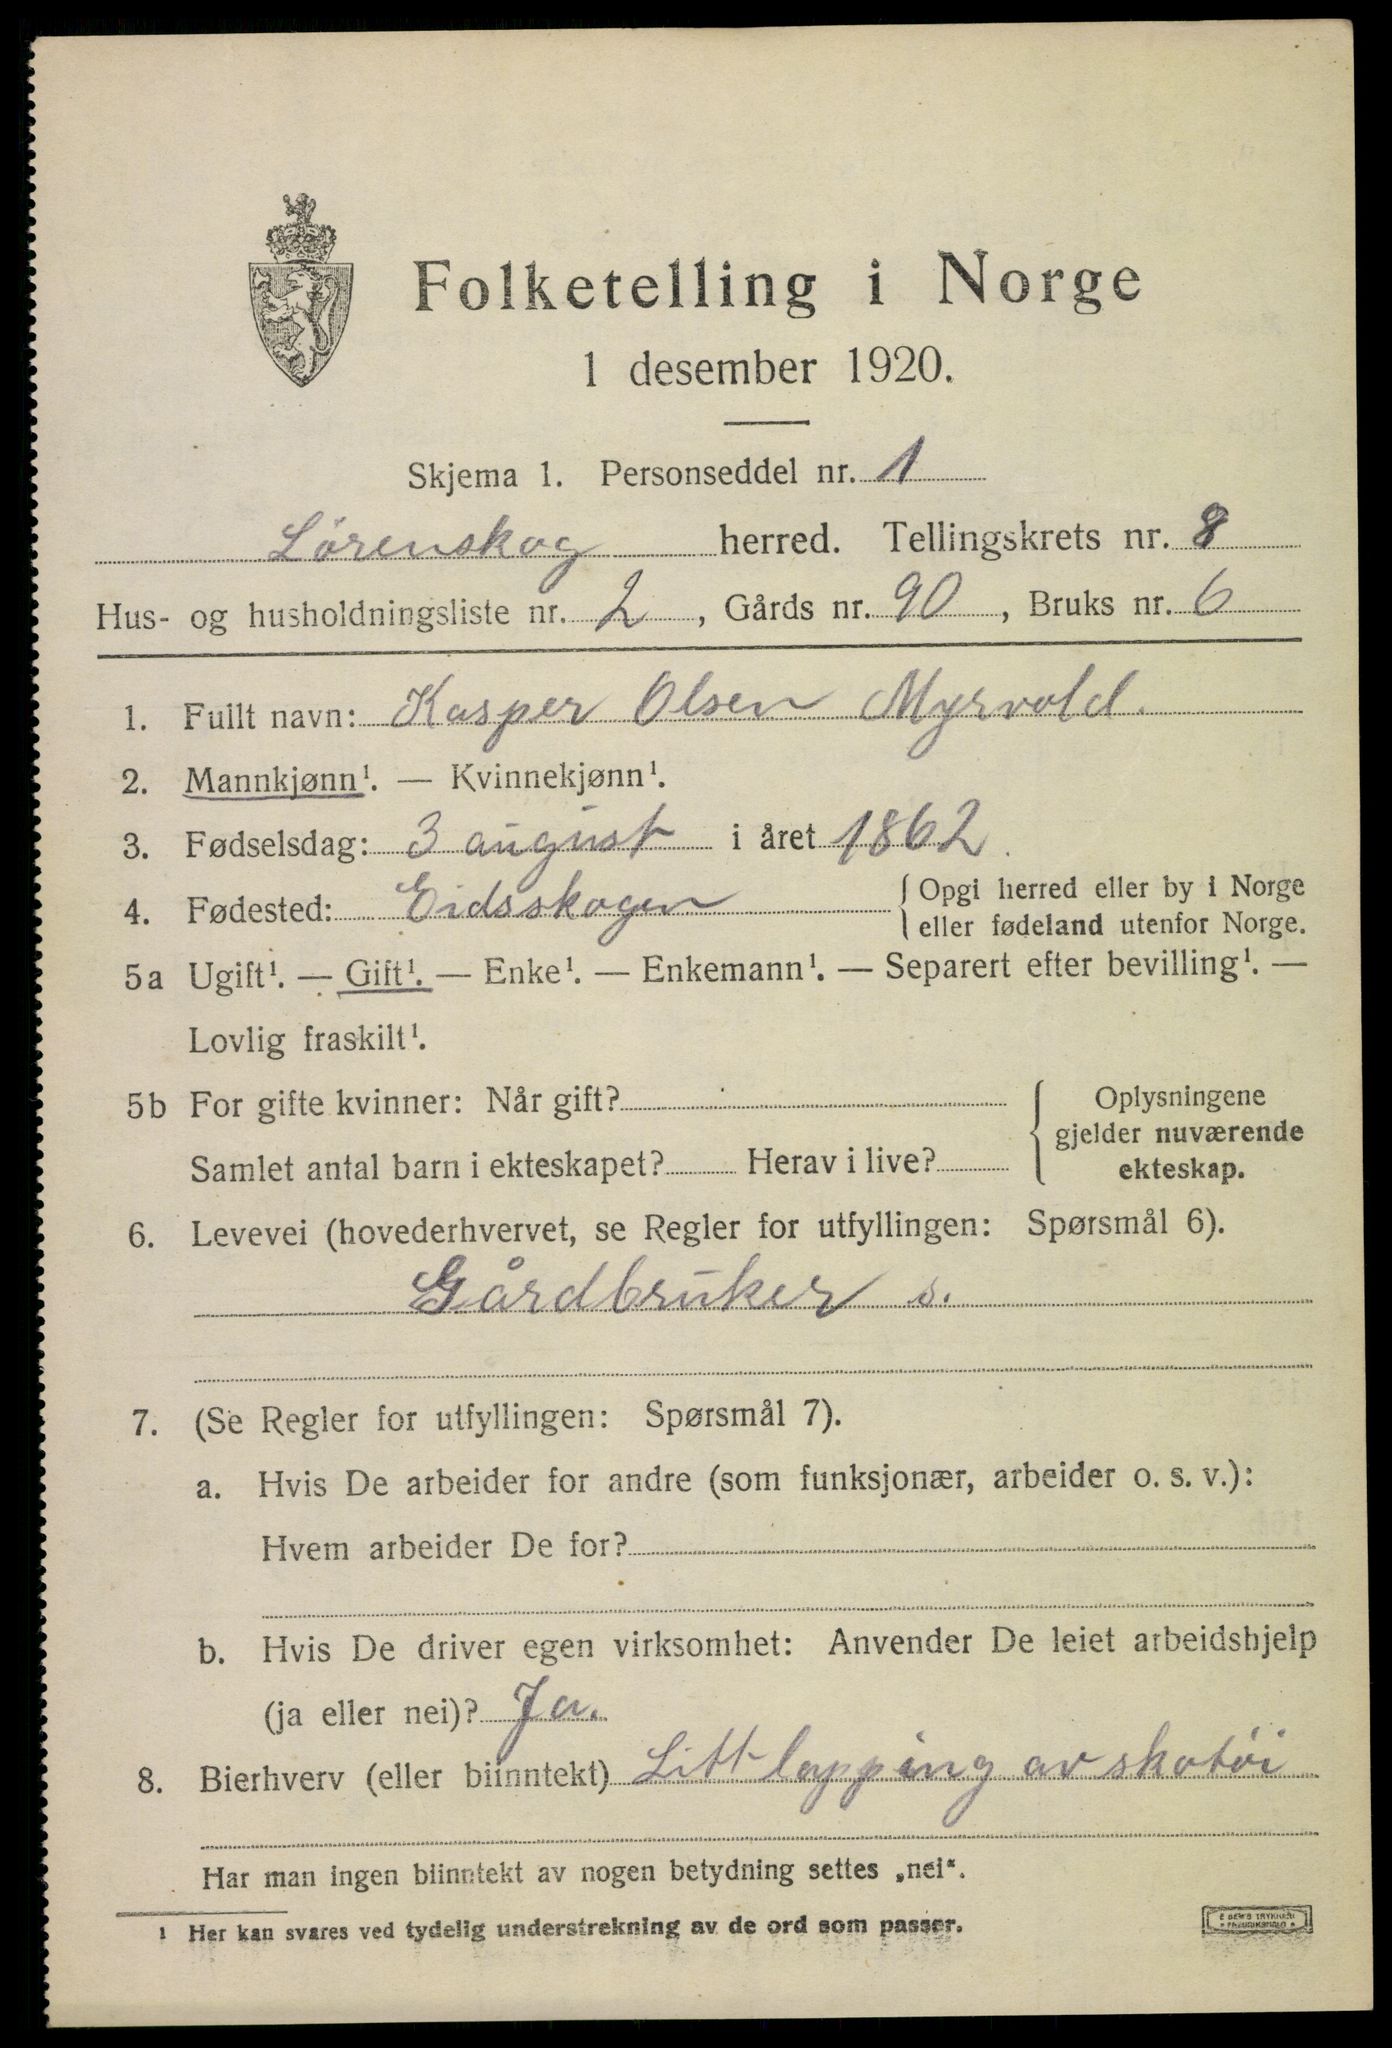 Folketelling i Norge
1 desember 1920.
Skjema 1. Personseddel nr. 1
Lørenskog herred. Tellingskrets nr. 8
Hus- og husholdningsliste nr. 2, Gårds nr. 90, Bruks nr. 6
1. Fullt navn: Kasper Olsen Myrvold.
2. Mannkjønn¹. — Kvinnekjønn¹.
3. Fødselsdag: 3 august i året 1862.
4. Fødested: Eidsskogen { Opgi herred eller by i Norge
eller fødeland utenfor Norge.
5a Ugift¹. — Gift¹. — Enke¹. — Enkemann¹. — Separert efter bevilling¹. —
Lovlig fraskilt¹.
5b For gifte kvinner: Når gift? { Oplysningene
gjelder nuværende
Samlet antal barn i ekteskapet? Herav i live? ekteskap.
6. Levevei (hovederhvervet, se Regler for utfyllingen: Spørsmål 6).
Gårdbruker s.
7. (Se Regler for utfyllingen: Spørsmål 7).
a. Hvis De arbeider for andre (som funksjonær, arbeider o. s. v.):
Hvem arbeider De for?
b. Hvis De driver egen virksomhet: Anvender De leiet arbeidshjelp
(ja eller nei)? Ja.
8. Bierhverv (eller biinntekt) Litt lapping av skotøi
Har man ingen biinntekt av nogen betydning settes „nei“.
1 Her kan svares ved tydelig understrekning av de ord som passer.